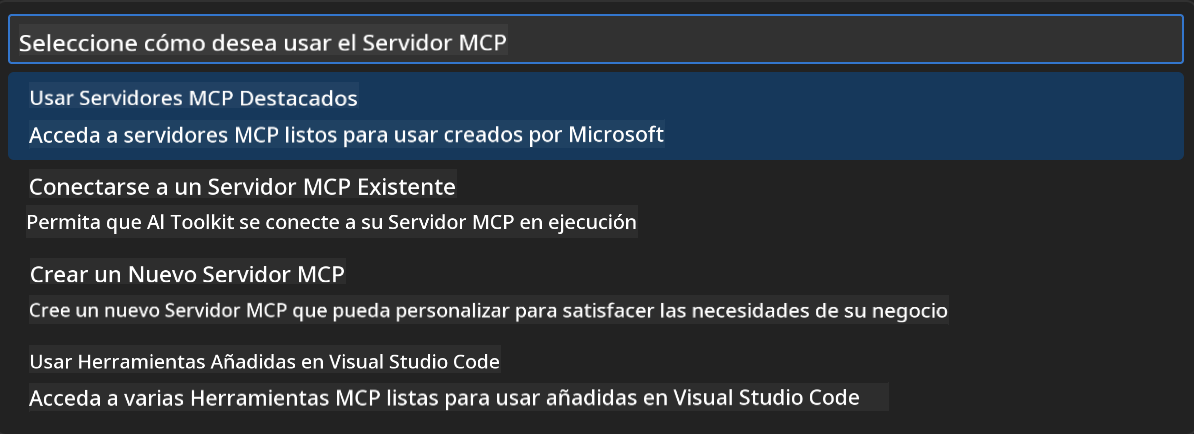 Seleccione cómo desea usar el Servidor MCP
Usar Servidores MCP Destacados
Acceda a servidores MCP listos para usar creados por Microsoft
Conectarse a un Servidor MCP Existente
Permita que AI Toolkit se conecte a su Servidor MCP en ejecución
Crear un Nuevo Servidor MCP
Cree un nuevo Servidor MCP que pueda personalizar para satisfacer las necesidades de su negocio
Usar Herramientas Añadidas en Visual Studio Code
Acceda a varias Herramientas MCP listas para usar añadidas en Visual Studio Code